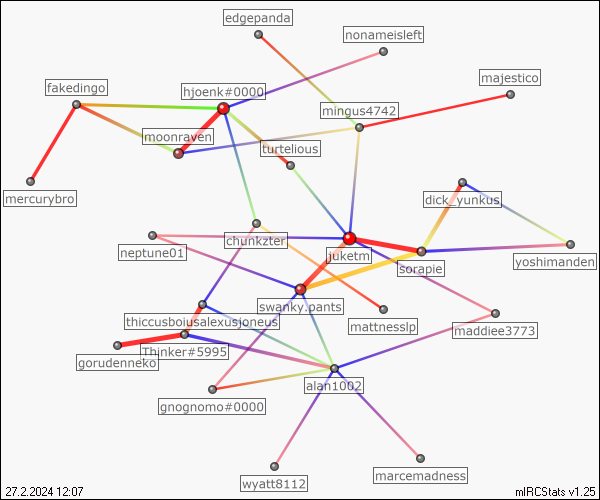 edgepanda
nonameisleft
majestico
fakedingo
hjoenk#0000
mingus4742
moonraven
turtelious
mercurybro
dick_yunkus
chunkzter
neptune01
juketm
sorapie
yoshimanden
swanky.pants
thiccusboiusalexusjoneus
mattnesslp
maddiee3773
Thinker#5995
gorudenneko
alan1002
gnognomo#0000
marcemadness
wyatt8112
27.2.2024 12:07
mIRCStats v1.25